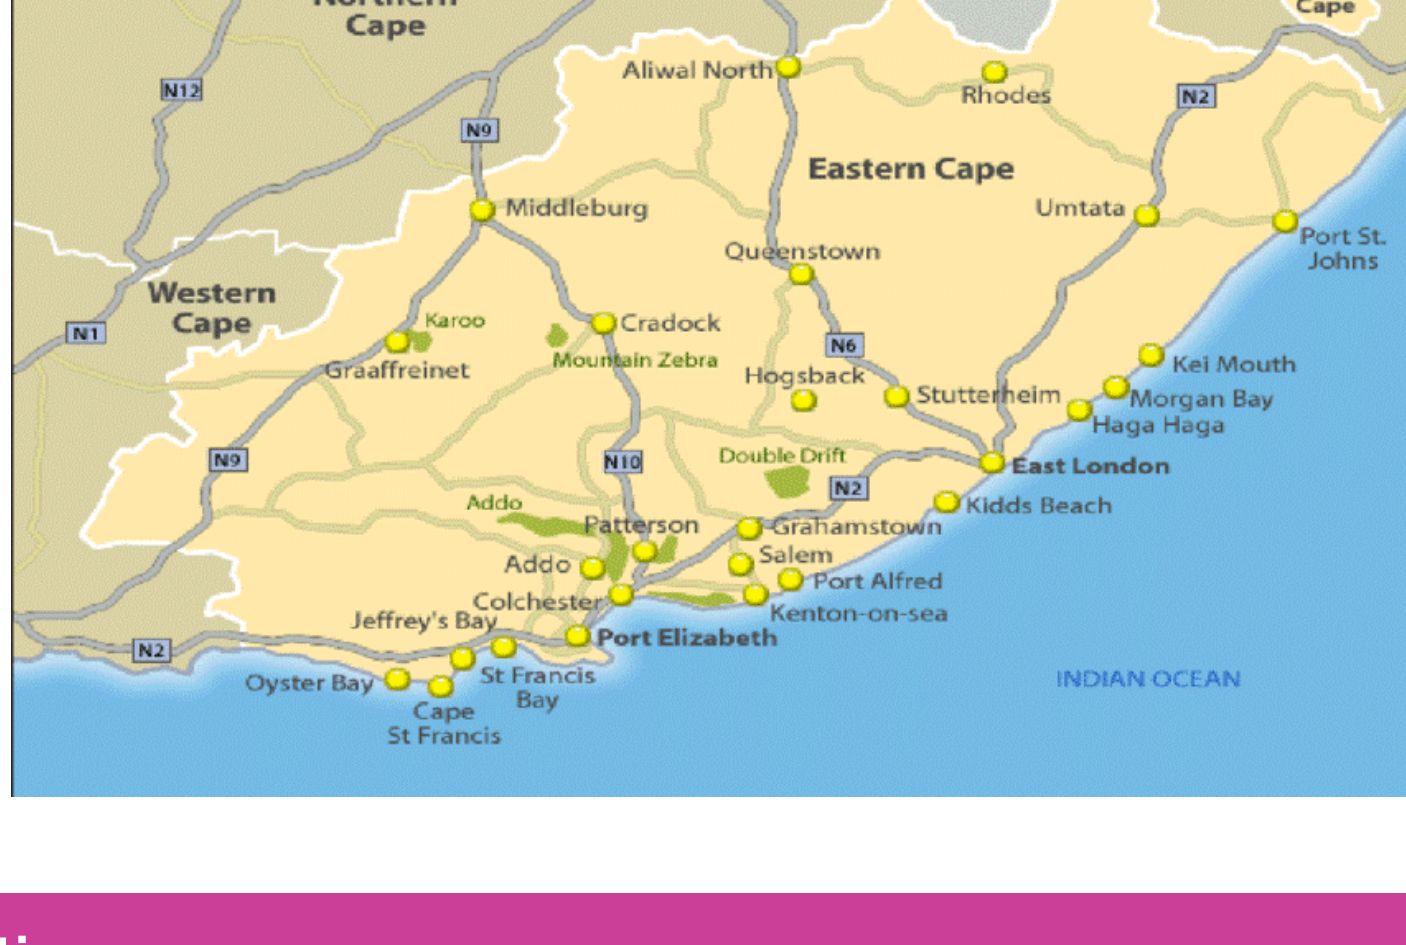 Northern
Cape
Cape
N12
Aliwal North
Rhodes
N2
N9
Eastern Cape
Middleburg
Umtata
Port St.
Johns
Queenstown
Western
Cape
N1
Karoo
Cradock
N6
Mountain Zebra
Graaffreinet
Hogsback
Kei Mouth
Stutterheim
Morgan Bay
Haga Haga
N9
N10
Double Drift
East London
N2
Addo
Kidds Beach
Patterson
Grahamstown
Salem
Addo
Port Alfred
Colchester
Kenton-on-sea
Jeffrey's Bay
Port Elizabeth
N2
Oyster Bay
St Francis
Bay
INDIAN OCEAN
Cape
St Francis